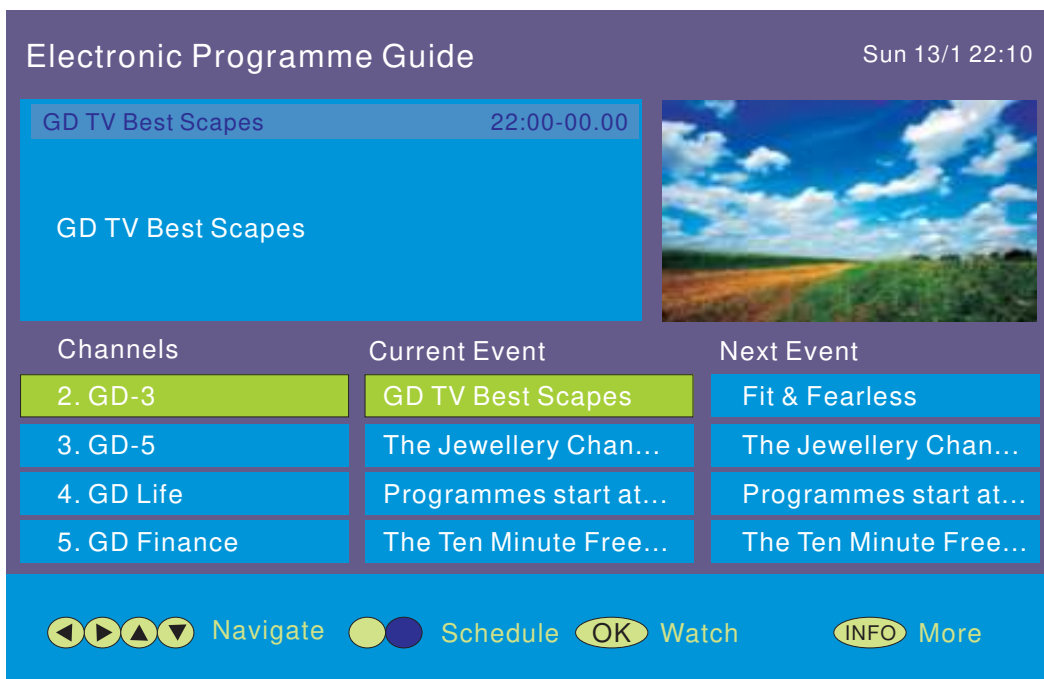 Electronic Programme Guide
Sun 13/1 22:10
GD TV Best Scapes 22:00-00.00
GD TV Best Scapes
Channels Current Event Next Event
2. GD-3 GD TV Best Scapes Fit & Fearless
3. GD-5 The Jewellery Chan... The Jewellery Chan...
4. GD Life Programmes start at... Programmes start at...
5. GD Finance The Ten Minute Free... The Ten Minute Free...
Navigate Schedule OK Watch INFO More